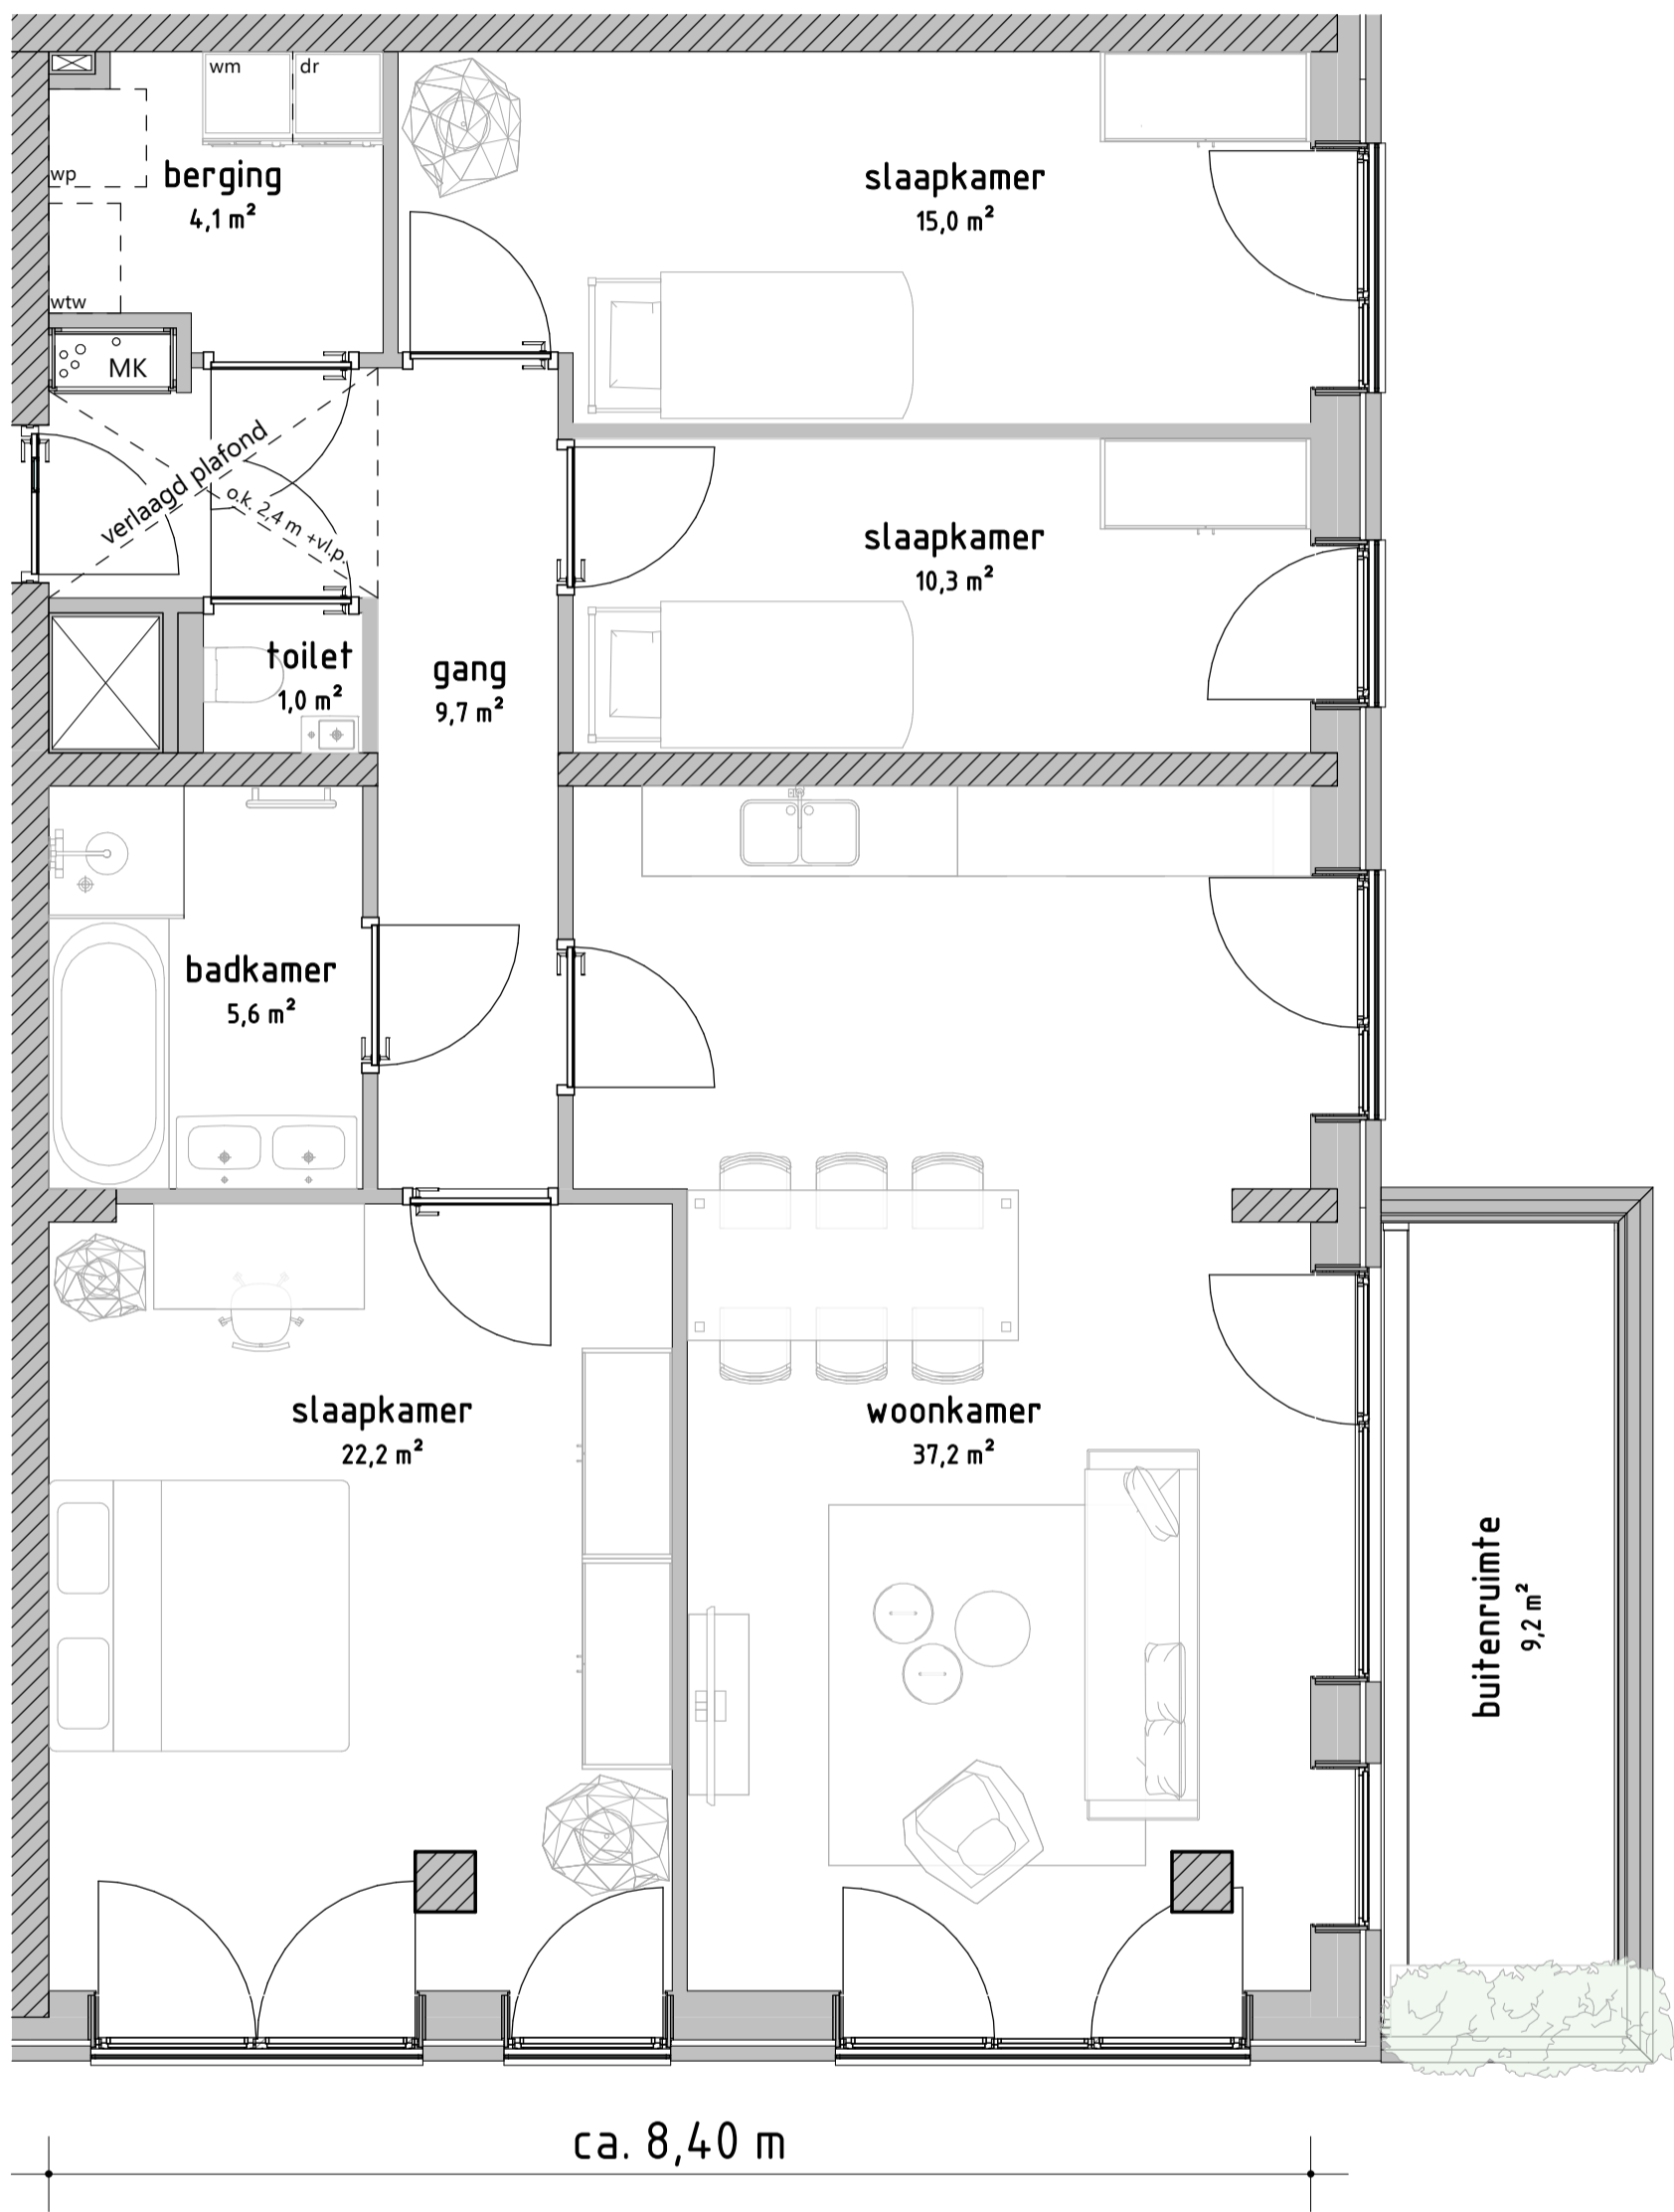 wm
dr
wp
berging
4,1 m²
wtw
MK
slaapkamer
15,0 m²
verlaagd plafond
o.k. 2,4 m +vl.p.
slaapkamer
10,3 m²
toilet
1,0 m²
gang
9,7 m²
badkamer
5,6 m²
slaapkamer
22,2 m²
woonkamer
37,2 m²
buitenruimte
9,2 m²
ca. 8,40 m